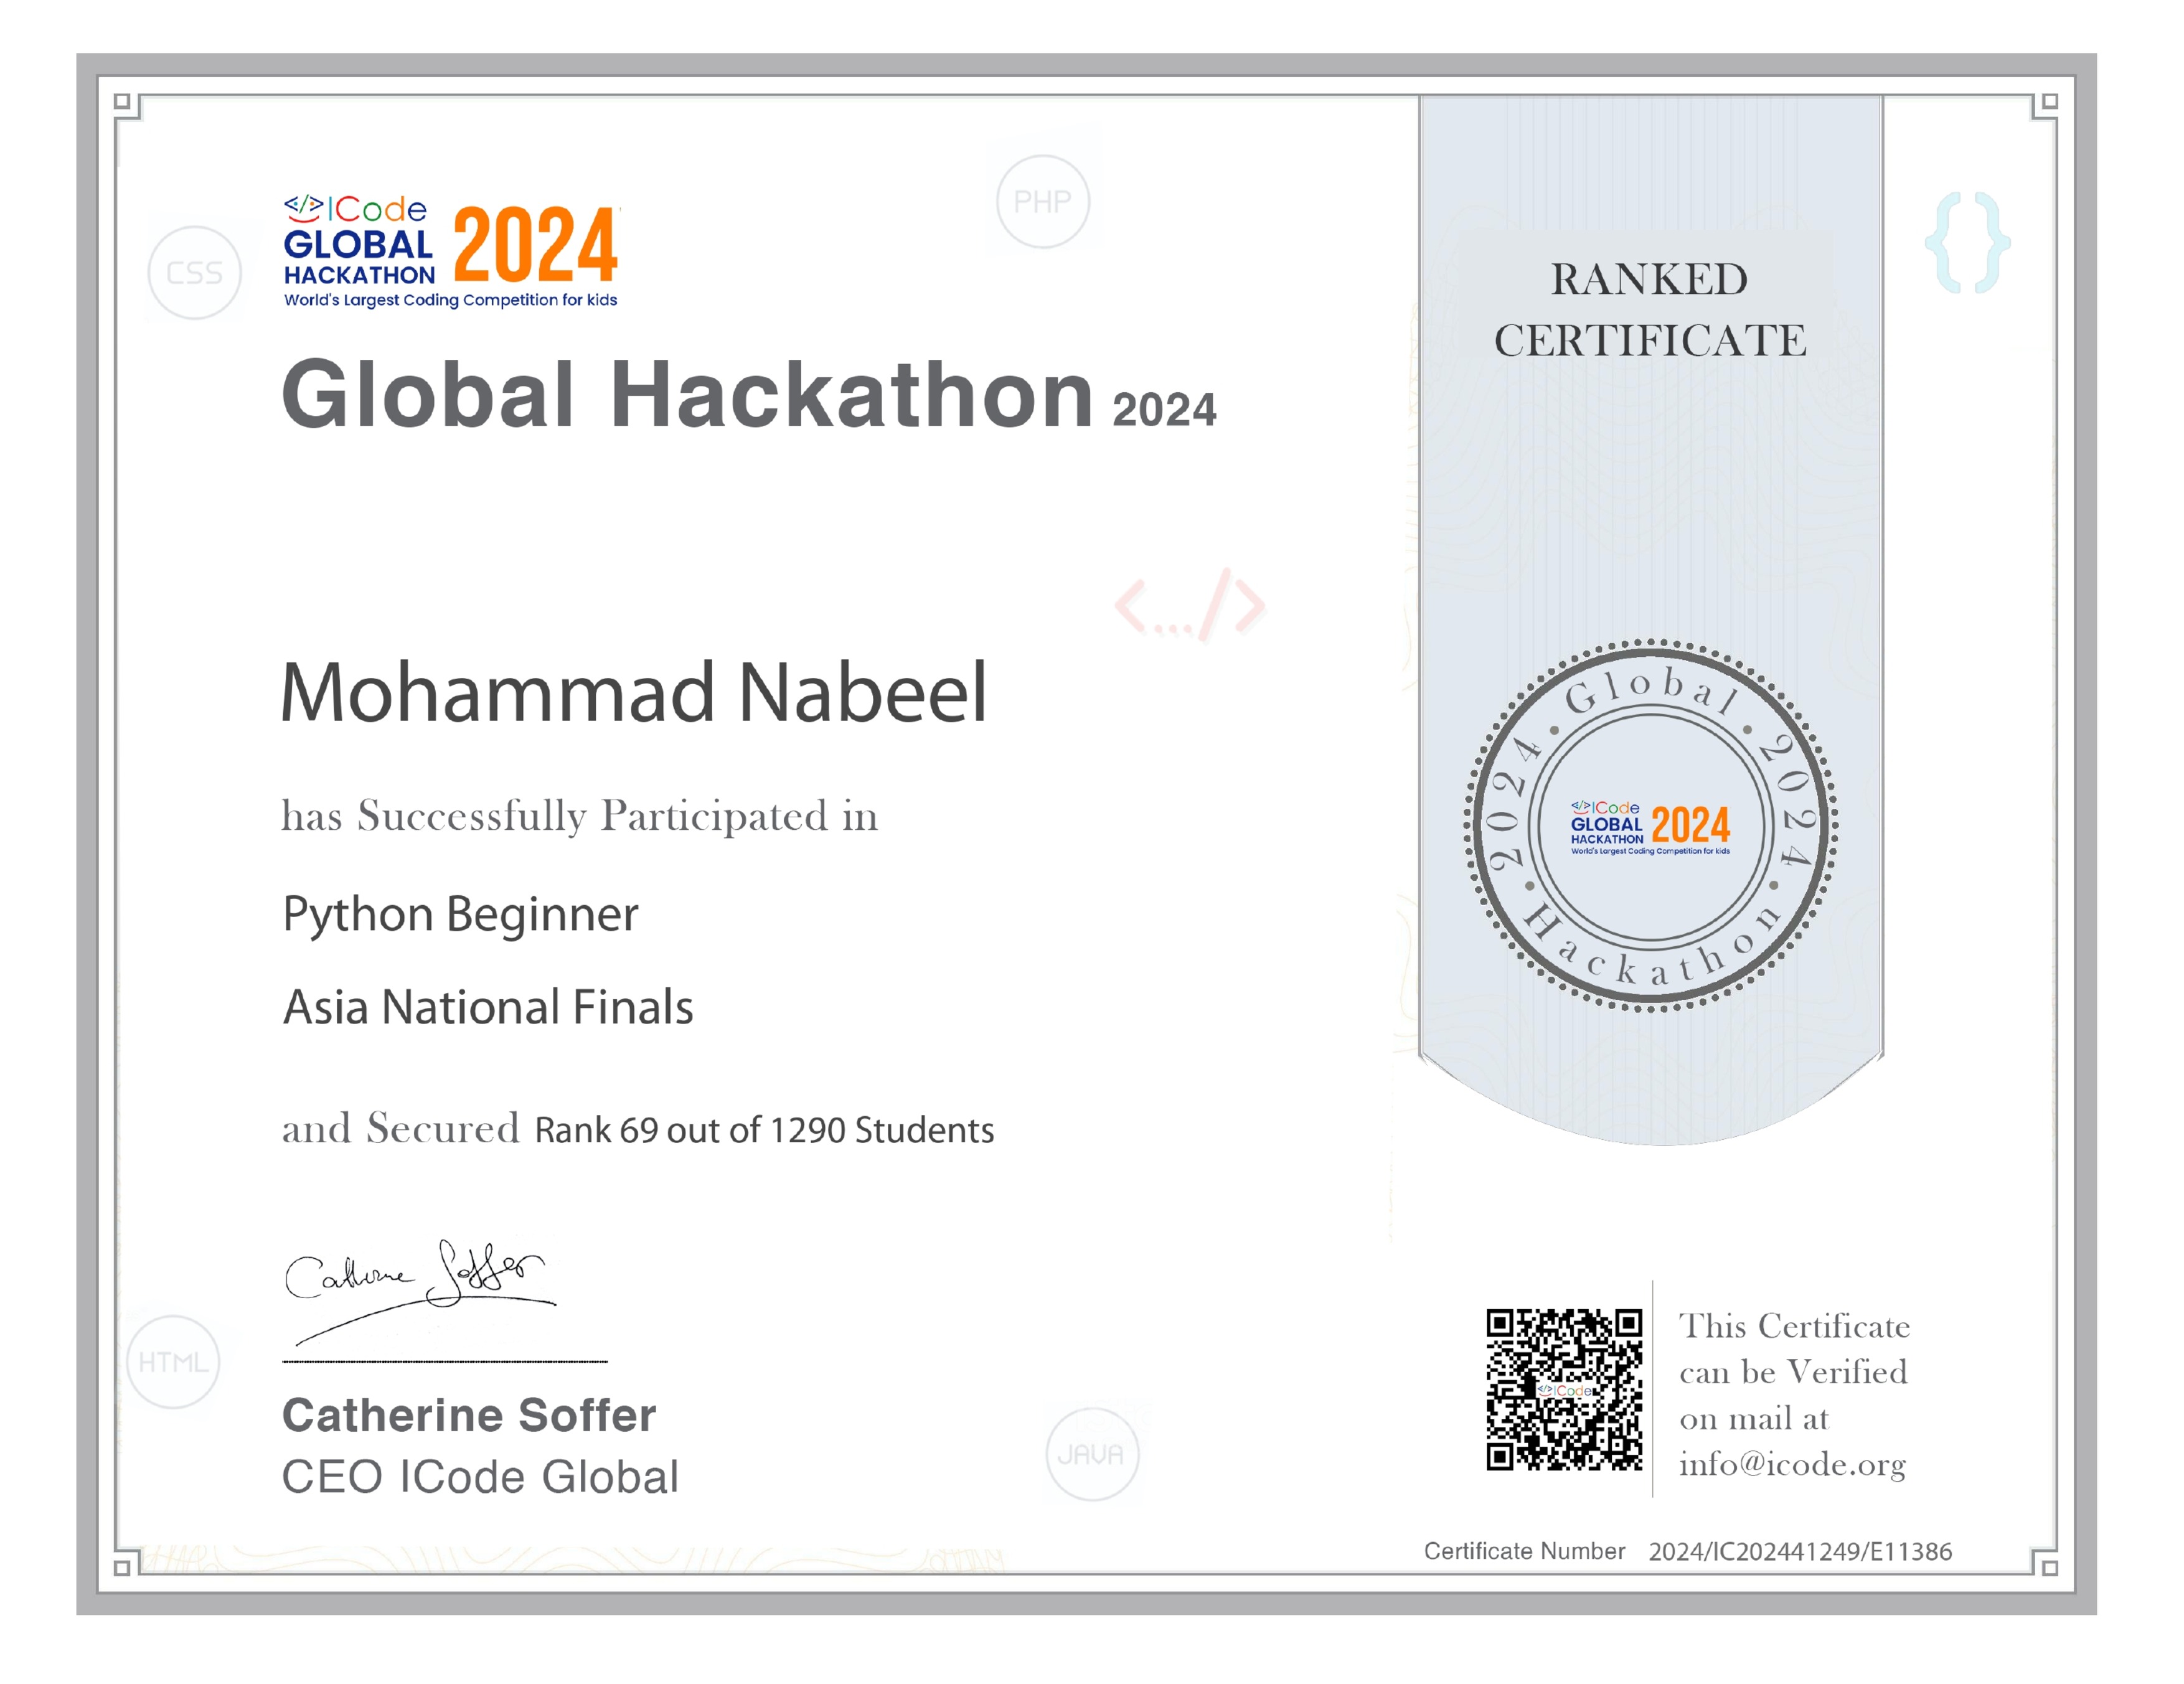 CSS
PHP
</>ICode
GLOBAL
HACKATHON
2024
World's Largest Coding Competition for kids
Global Hackathon 2024
RANKED
CERTIFICATE
{}
<.../>
Mohammad Nabeel
has Successfully Participated in
Python Beginner
Asia National Finals
and Secured Rank 69 out of 1290 Students
2024 • Global • 2024 • Hackathon •
</>ICode
GLOBAL
HACKATHON
2024
World's Largest Coding Competition for kids
Catherine Soffer
HTML
Catherine Soffer
CEO ICode Global
JAVA
</>ICode
This Certificate
can be Verified
on mail at
info@icode.org
Certificate Number 2024/IC202441249/E11386